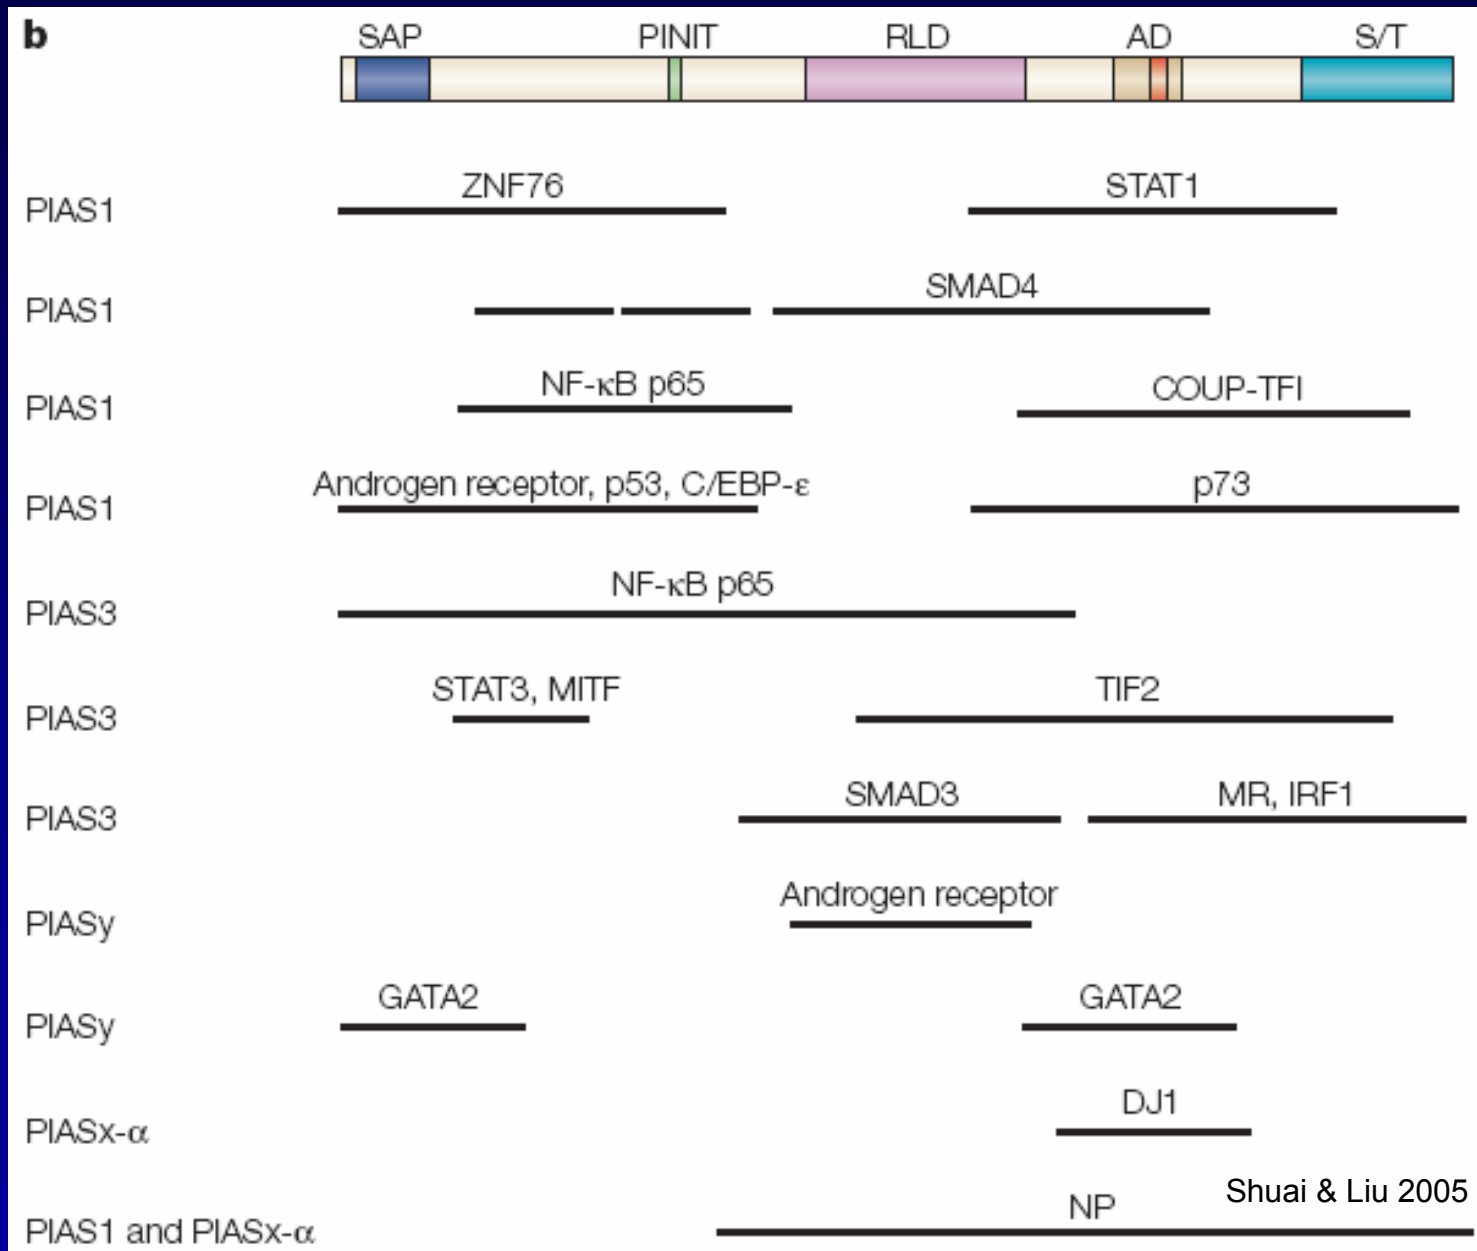 b
SAP PINIT RLD AD S/T
PIAS1 ZNF76 STAT1
PIAS1 SMAD4
PIAS1 NF-κB p65 COUP-TFI
PIAS1 Androgen receptor, p53, C/EBP-ε p73
PIAS3 NF-κB p65
PIAS3 STAT3, MITF TIF2
PIAS3 SMAD3 MR, IRF1
PIASy Androgen receptor
PIASy GATA2 GATA2
PIASx-α DJ1
Shuai & Liu 2005
PIAS1 and PIASx-α NP